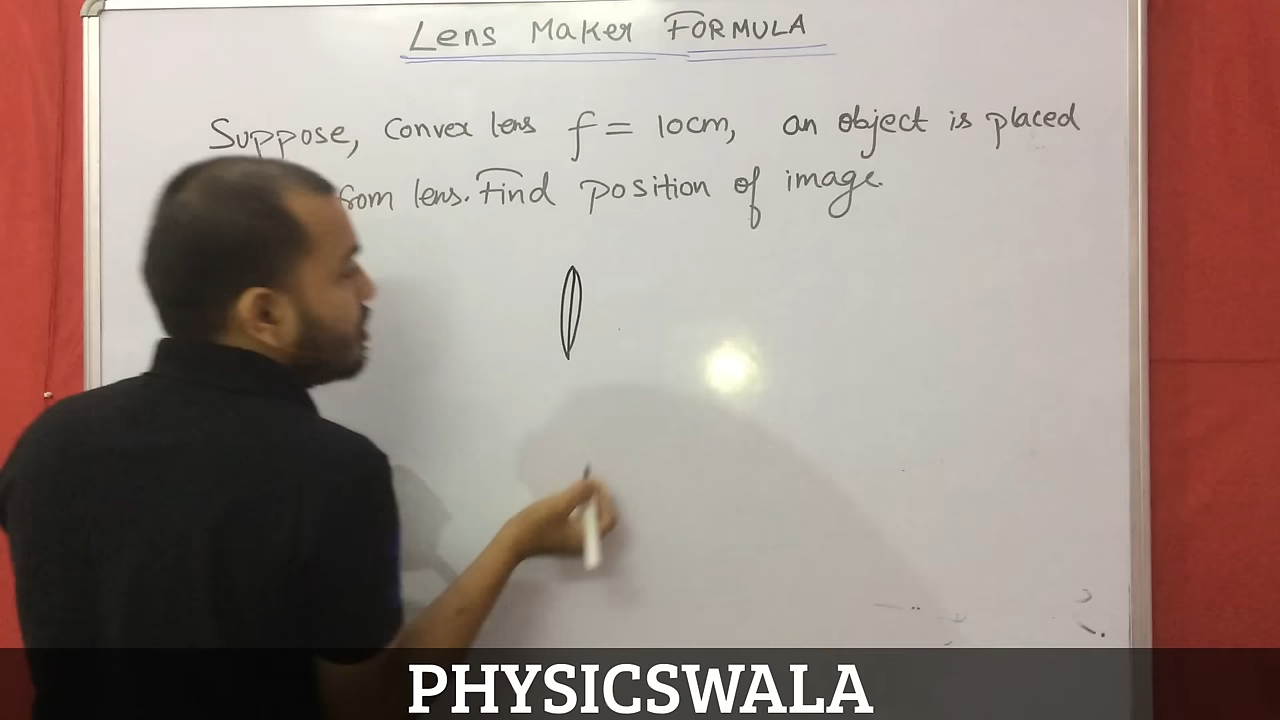 Lens Maker FORMULA
Suppose, Convex lens f = 10cm, an object is placed
from lens. Find position of image.
PHYSICSWALA